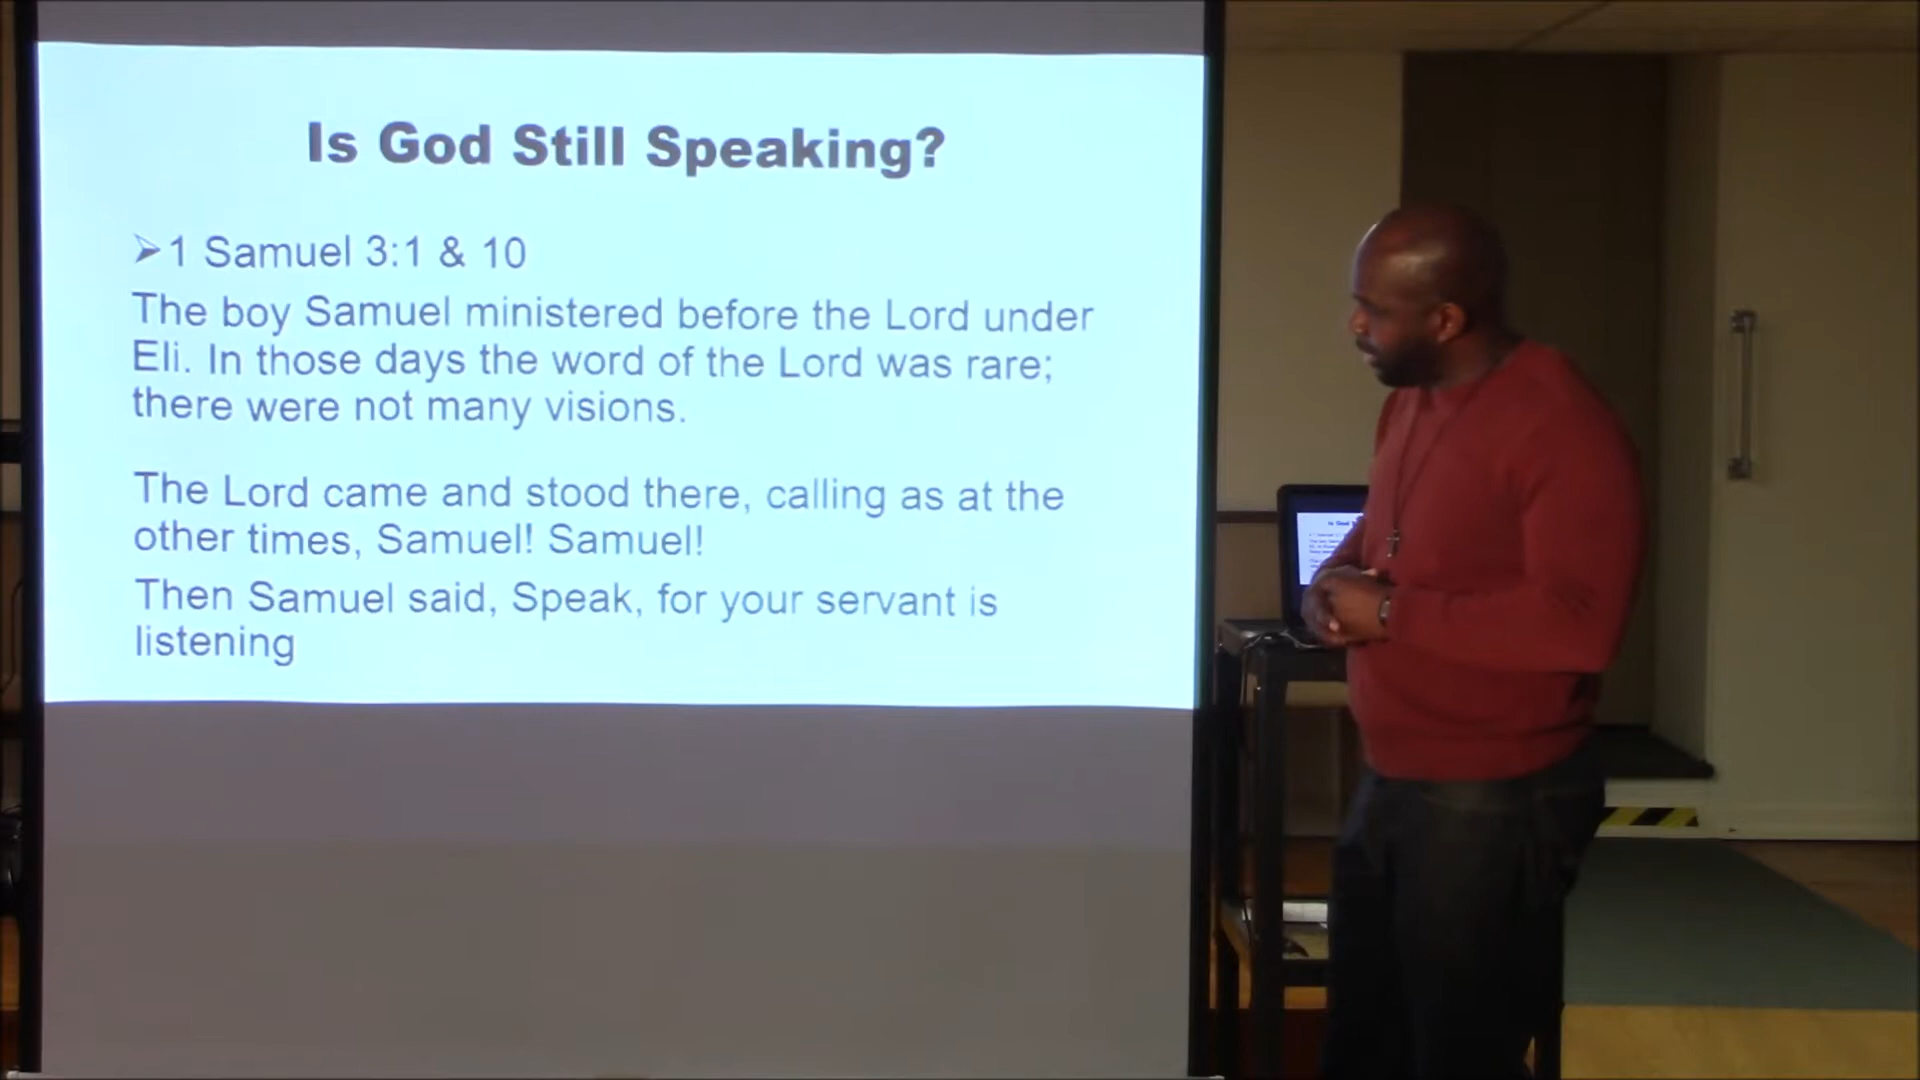 Is God Still Speaking?
➢1 Samuel 3:1 & 10
The boy Samuel ministered before the Lord under
Eli. In those days the word of the Lord was rare;
there were not many visions.
The Lord came and stood there, calling as at the
other times, Samuel! Samuel!
Then Samuel said, Speak, for your servant is
listening